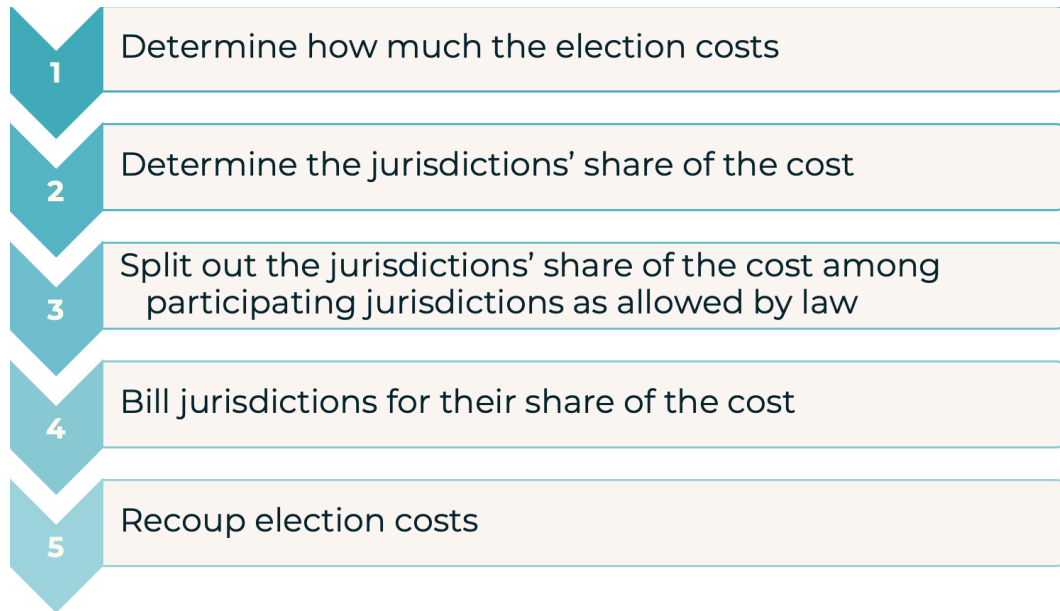 1
Determine how much the election costs
2
Determine the jurisdictions’ share of the cost
3
Split out the jurisdictions’ share of the cost among
participating jurisdictions as allowed by law
4
Bill jurisdictions for their share of the cost
5
Recoup election costs